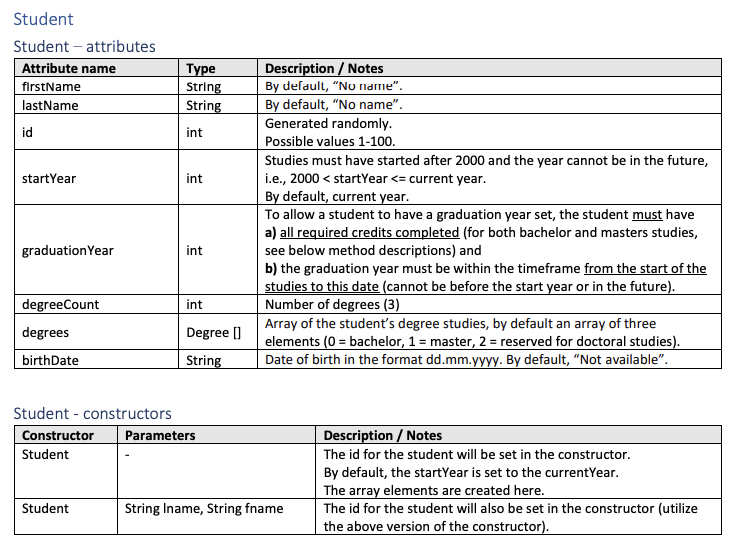 Student
Student – attributes
Attribute name Type Description / Notes
firstName String By default, “No name”.
lastName String By default, “No name”.
id int Generated randomly.
Possible values 1-100.
startYear int Studies must have started after 2000 and the year cannot be in the future,
i.e., 2000 < startYear <= current year.
By default, current year.
graduationYear int To allow a student to have a graduation year set, the student must have
a) all required credits completed (for both bachelor and masters studies,
see below method descriptions) and
b) the graduation year must be within the timeframe from the start of the
studies to this date (cannot be before the start year or in the future).
degreeCount int Number of degrees (3)
degrees Degree [] Array of the student’s degree studies, by default an array of three
elements (0 = bachelor, 1 = master, 2 = reserved for doctoral studies).
birthDate String Date of birth in the format dd.mm.yyyy. By default, “Not available”.
Student - constructors
Constructor Parameters Description / Notes
Student - The id for the student will be set in the constructor.
By default, the startYear is set to the currentYear.
The array elements are created here.
Student String lname, String fname The id for the student will also be set in the constructor (utilize
the above version of the constructor).